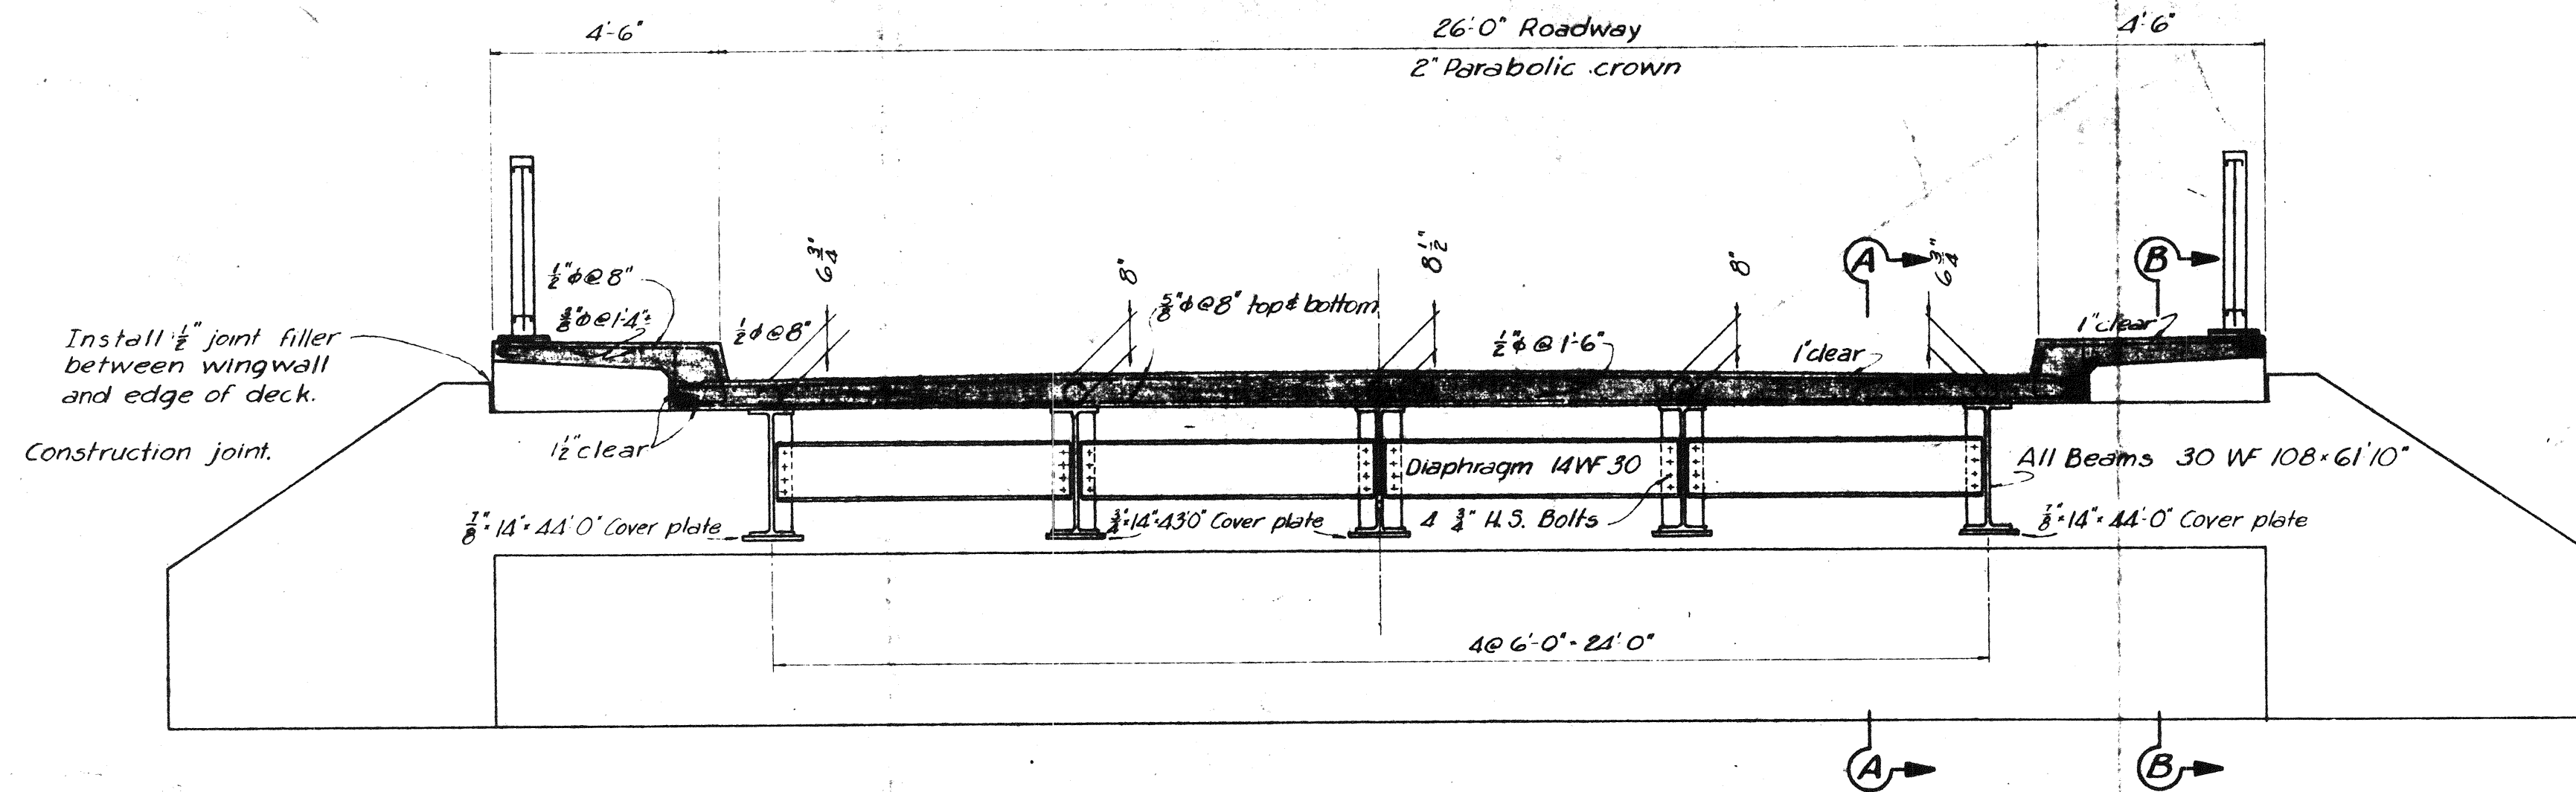 4'-6"
26'-0" Roadway
4'-6"
2" Parabolic crown
6 3/4"
8"
8 1/2"
8"
A
6 3/4"
B
1/2"φ@8"
3/8"φ@1'-4"±
1/2φ@8"
5/8"φ@8" top & bottom
1/2"φ@1'-6"
1"clear
1"clear
Install 1/2" joint filler
between wingwall
and edge of deck.
Construction joint.
1 1/2"clear
Diaphragm 14WF30
All Beams 30 WF 108×61'10"
7/8"×14"×44'-0" Cover plate
3/4"×14"×43'0" Cover plate
4 3/4" H.S. Bolts
7/8"×14"×44'-0" Cover plate
4@6'-0"=24'-0"
A
B